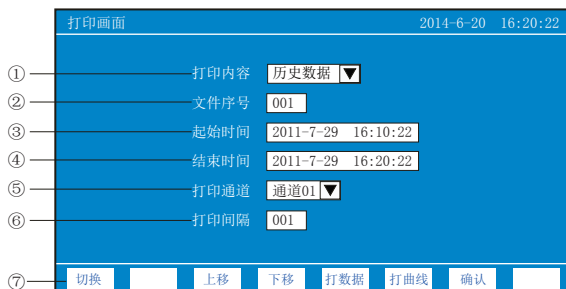 打印画面 2014-6-20 16:20:22
① 打印内容 历史数据 ▼
② 文件序号 001
③ 起始时间 2011-7-29 16:10:22
④ 结束时间 2011-7-29 16:20:22
⑤ 打印通道 通道01 ▼
⑥ 打印间隔 001
⑦ 切换 上移 下移 打数据 打曲线 确认